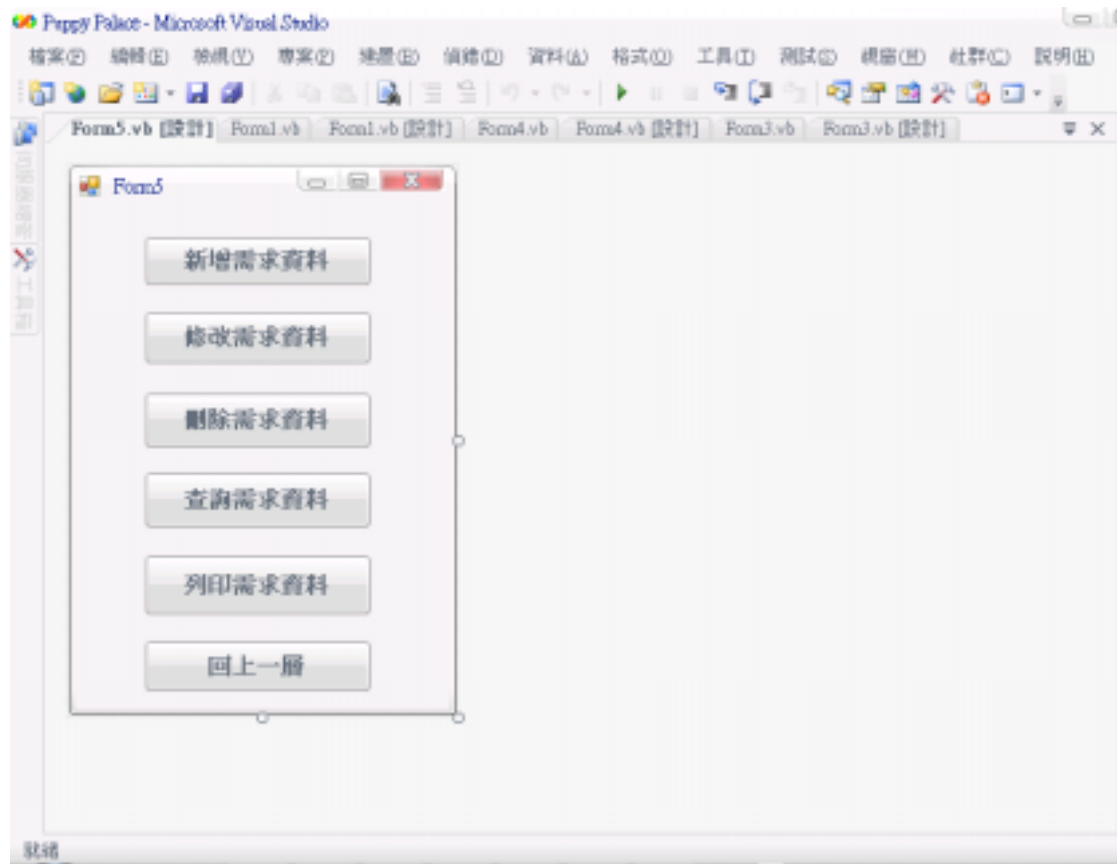 Puppy Palace - Microsoft Visual Studio
檔案(F) 編輯(E) 檢視(V) 專案(P) 建置(B) 偵錯(D) 資料(A) 格式(O) 工具(T) 測試(S) 視窗(W) 社群(C) 說明(H)
Form5.vb [設計] Form1.vb Form1.vb [設計] Form4.vb Form4.vb [設計] Form3.vb Form3.vb [設計]
Form5
新增需求資料
修改需求資料
刪除需求資料
查詢需求資料
列印需求資料
回上一層
工具箱
就緒